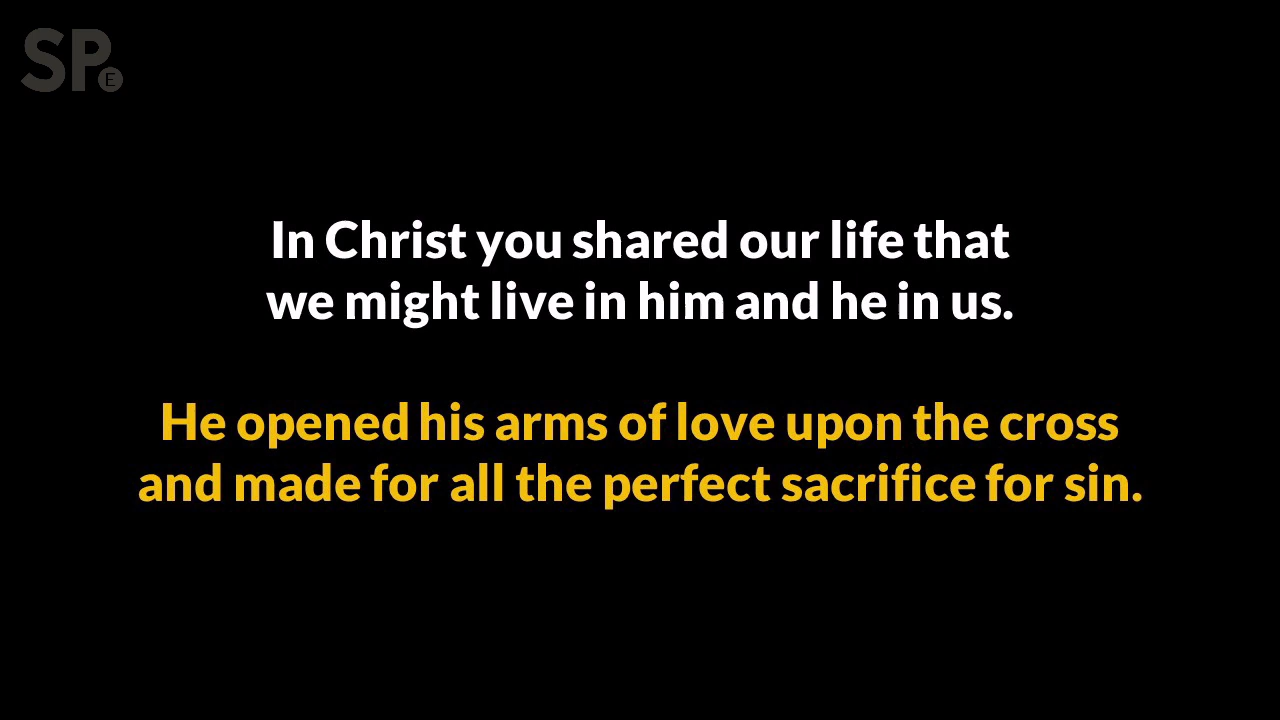 SP
E
In Christ you shared our life that
we might live in him and he in us.
He opened his arms of love upon the cross
and made for all the perfect sacrifice for sin.